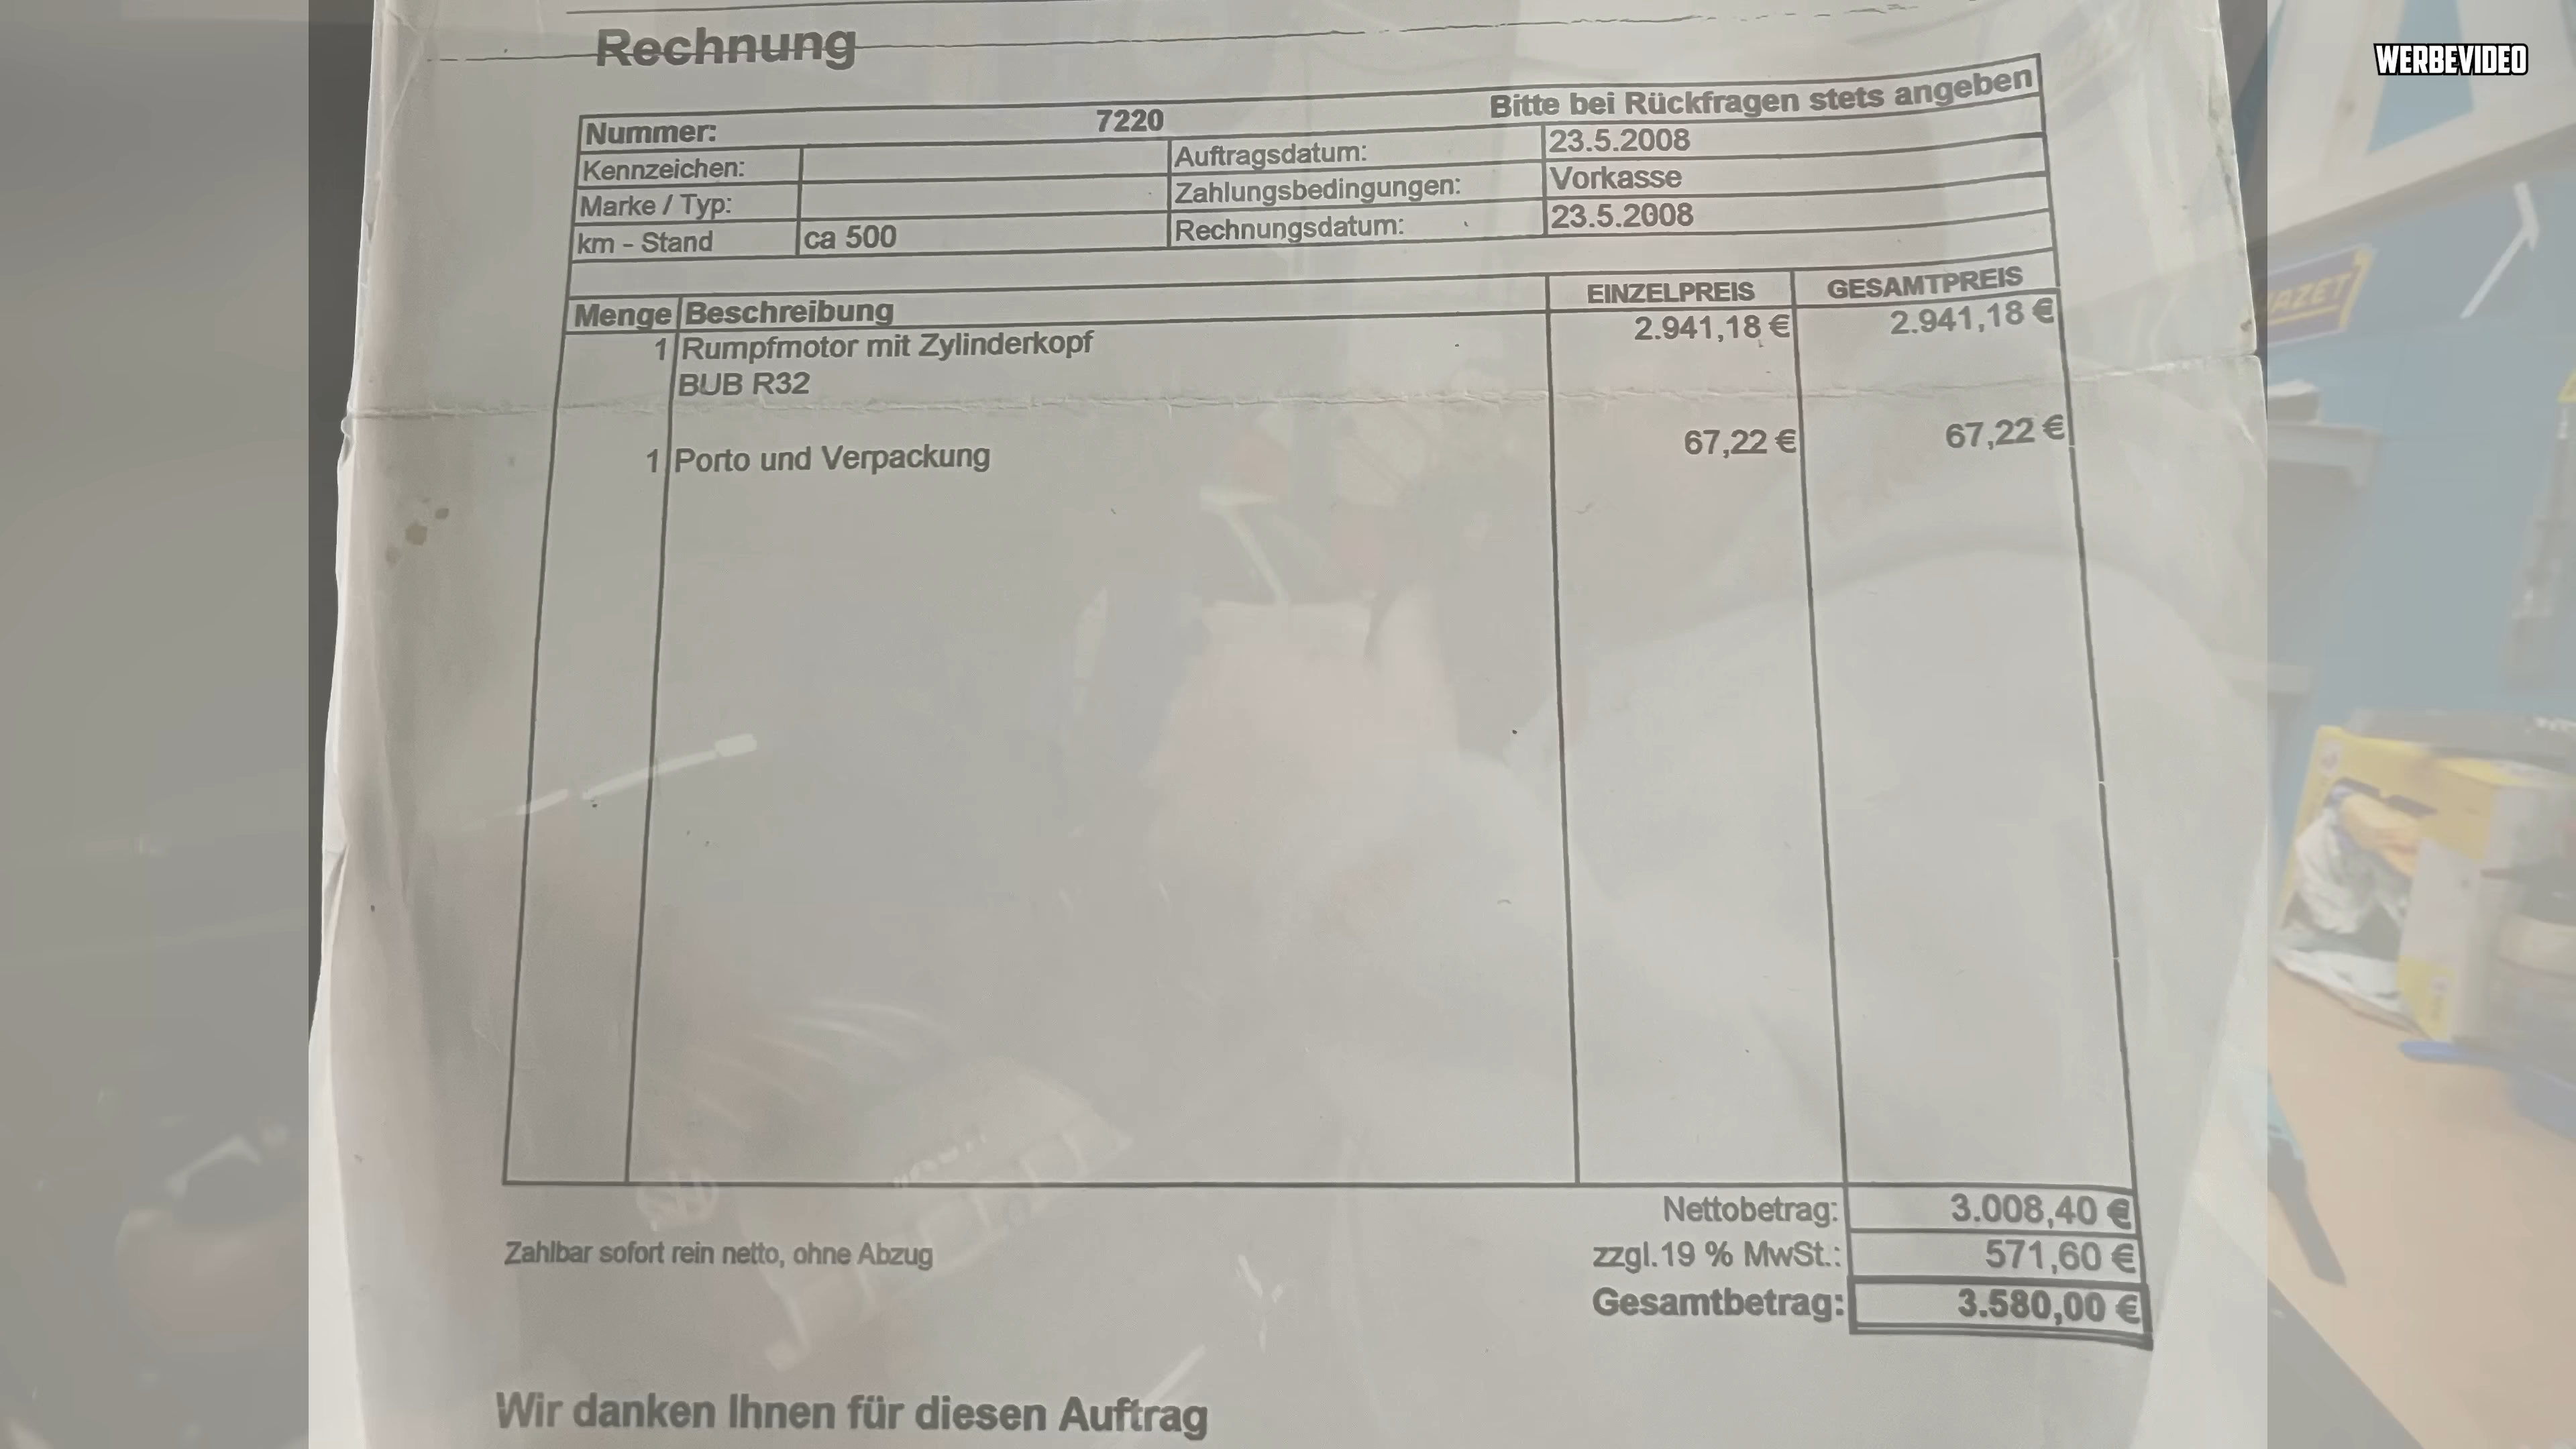 WERBEVIDEO
Rechnung
Nummer: 7220 Bitte bei Rückfragen stets angeben
Kennzeichen: Auftragsdatum: 23.5.2008
Marke / Typ: Zahlungsbedingungen: Vorkasse
km - Stand ca 500 Rechnungsdatum: 23.5.2008
Menge Beschreibung EINZELPREIS GESAMTPREIS
1 Rumpfmotor mit Zylinderkopf 2.941,18 € 2.941,18 €
BUB R32
1 Porto und Verpackung 67,22 € 67,22 €
Nettobetrag: 3.008,40 €
Zahlbar sofort rein netto, ohne Abzug zzgl.19 % MwSt.: 571,60 €
Gesamtbetrag: 3.580,00 €
Wir danken Ihnen für diesen Auftrag
HAZET